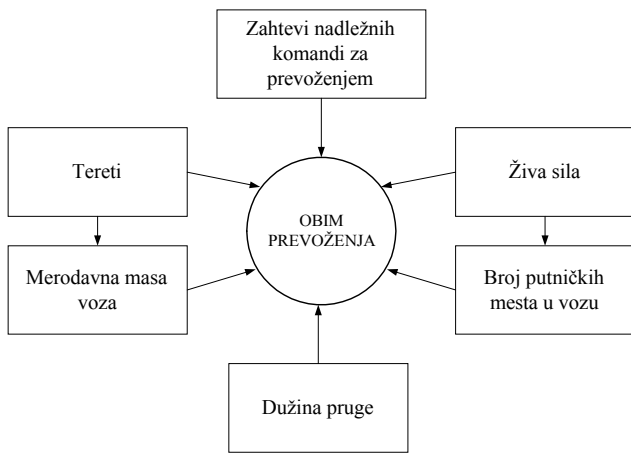 Zahtevi nadležnih
komandi za
prevoženjem
Tereti
Živa sila
OBIM
PREVOŽENJA
Merodavna masa
voza
Broj putničkih
mesta u vozu
Dužina pruge